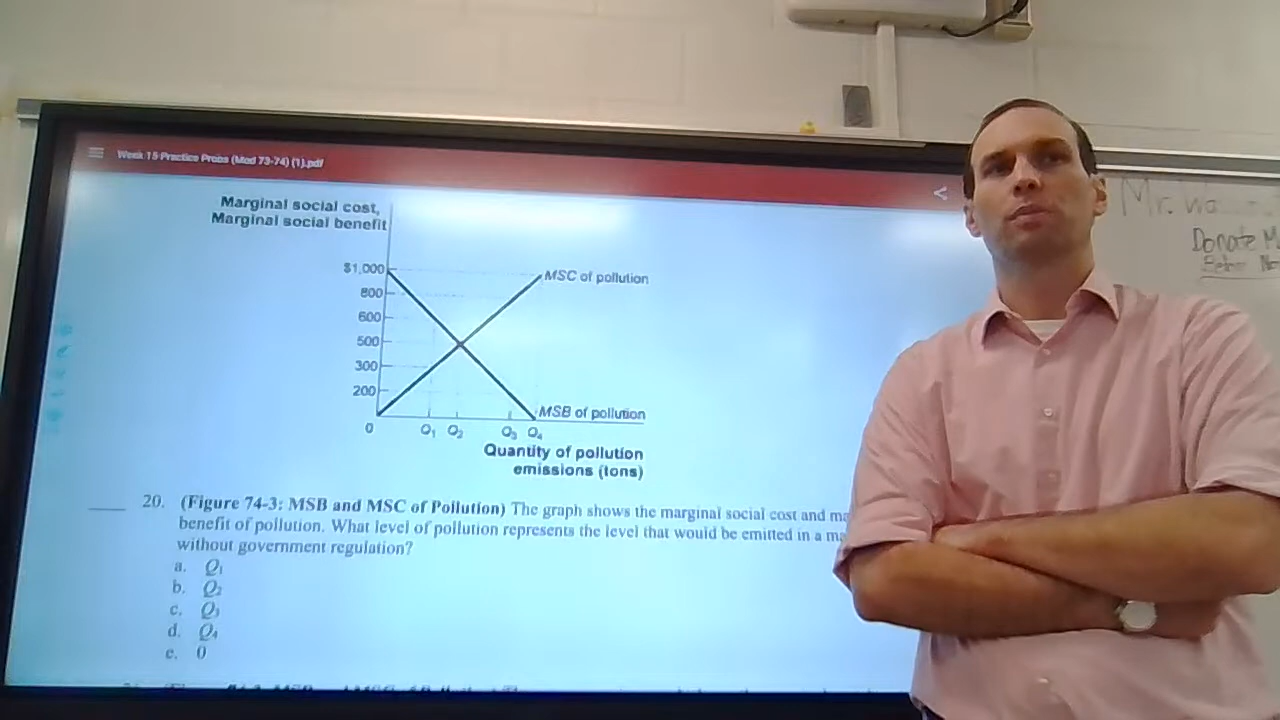 Week 15 Practice Probs (Mod 73-74) (1).pdf
Marginal social cost,
Marginal social benefit
$1,000
800
600
500
300
200
0
MSC of pollution
MSB of pollution
Q1 Q2 Q3 Q4
Quantity of pollution
emissions (tons)
20. (Figure 74-3: MSB and MSC of Pollution) The graph shows the marginal social cost and
benefit of pollution. What level of pollution represents the level that would be emitted in a
without government regulation?
a. Q1
b. Q2
c. Q3
d. Q4
e. 0
Mr.
Donate